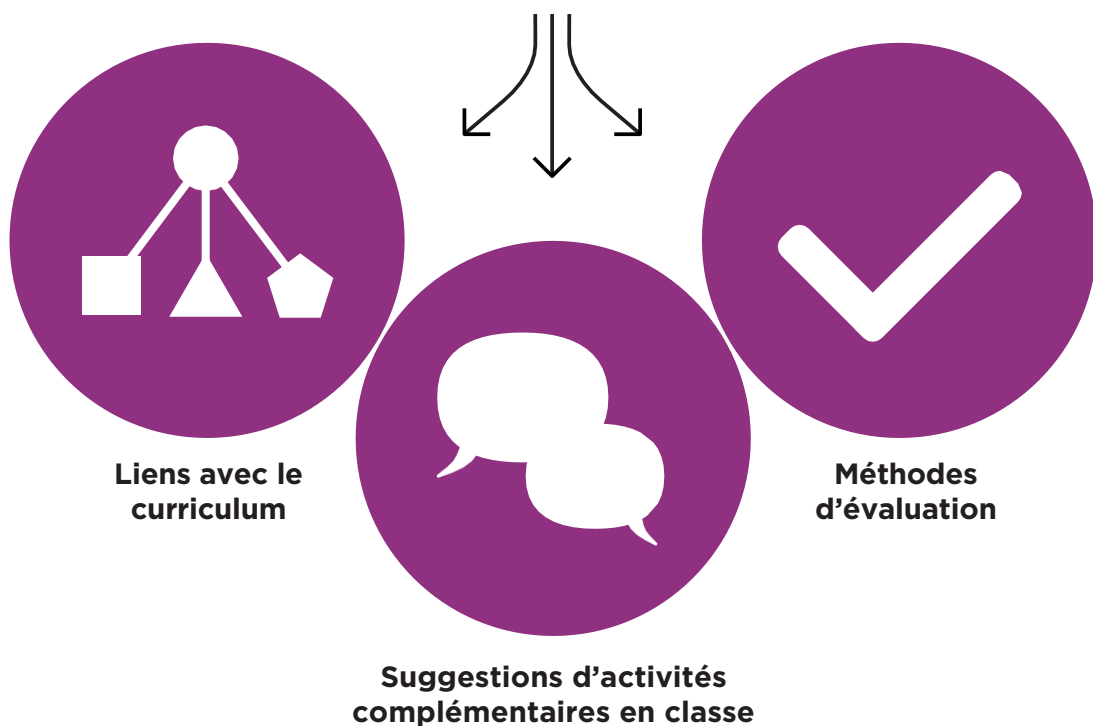 Liens avec le
curriculum
Méthodes
d’évaluation
Suggestions d’activités
complémentaires en classe